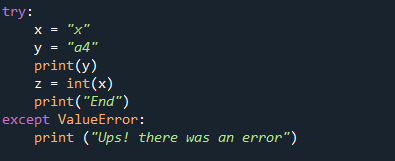 try:
    x = "x"
    y = "a4"
    print(y)
    z = int(x)
    print("End")
except ValueError:
    print ("Ups! there was an error")